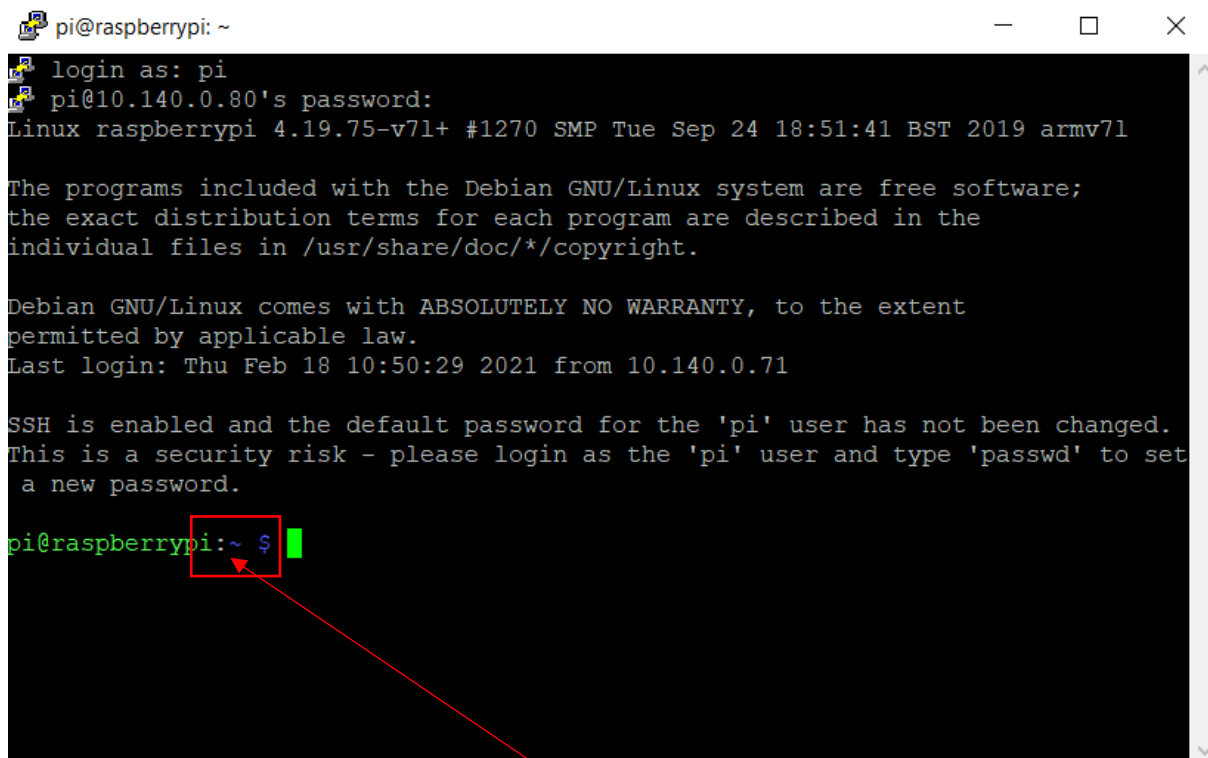 pi@raspberrypi: ~
login as: pi
pi@10.140.0.80's password:
Linux raspberrypi 4.19.75-v7l+ #1270 SMP Tue Sep 24 18:51:41 BST 2019 armv7l
The programs included with the Debian GNU/Linux system are free software;
the exact distribution terms for each program are described in the
individual files in /usr/share/doc/*/copyright.
Debian GNU/Linux comes with ABSOLUTELY NO WARRANTY, to the extent
permitted by applicable law.
Last login: Thu Feb 18 10:50:29 2021 from 10.140.0.71
SSH is enabled and the default password for the 'pi' user has not been changed.
This is a security risk - please login as the 'pi' user and type 'passwd' to set
 a new password.
pi@raspberrypi:~ $